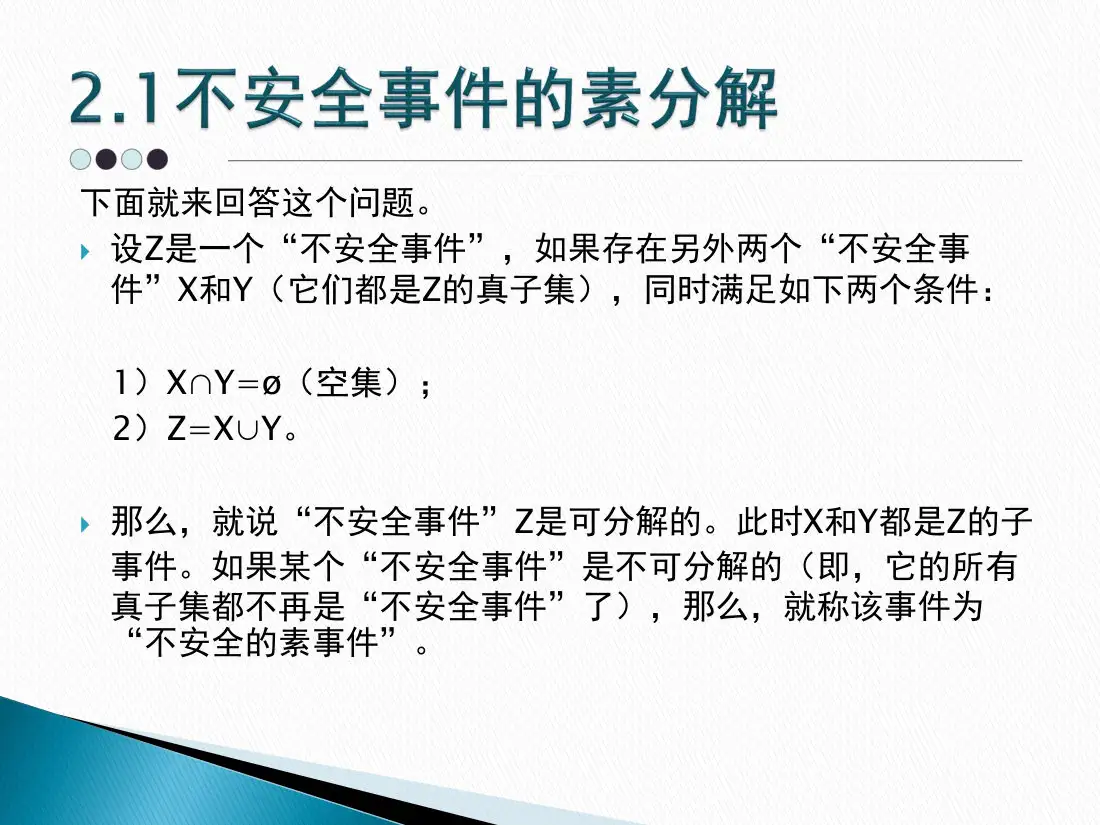 2.1不安全事件的素分解
下面就来回答这个问题。
设Z是一个“不安全事件”，如果存在另外两个“不安全事
件”X和Y（它们都是Z的真子集），同时满足如下两个条件：
1）X∩Y=ø（空集）；
2）Z=X∪Y。
那么，就说“不安全事件”Z是可分解的。此时X和Y都是Z的子
事件。如果某个“不安全事件”是不可分解的（即，它的所有
真子集都不再是“不安全事件”了），那么，就称该事件为
“不安全的素事件”。